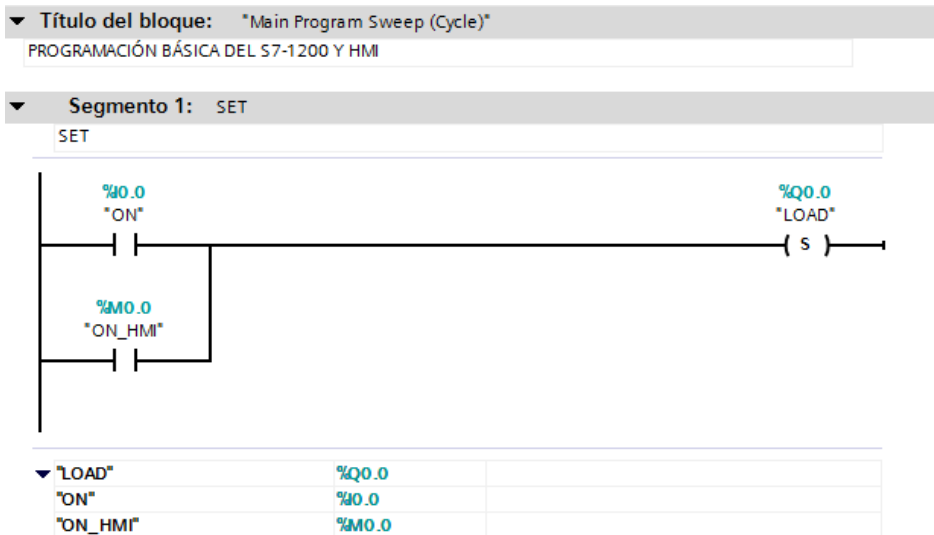 Título del bloque: "Main Program Sweep (Cycle)"
PROGRAMACIÓN BÁSICA DEL S7-1200 Y HMI
Segmento 1: SET
SET
%I0.0
"ON"
%Q0.0
"LOAD"
S
%M0.0
"ON_HMI"
"LOAD" %Q0.0
"ON" %I0.0
"ON_HMI" %M0.0